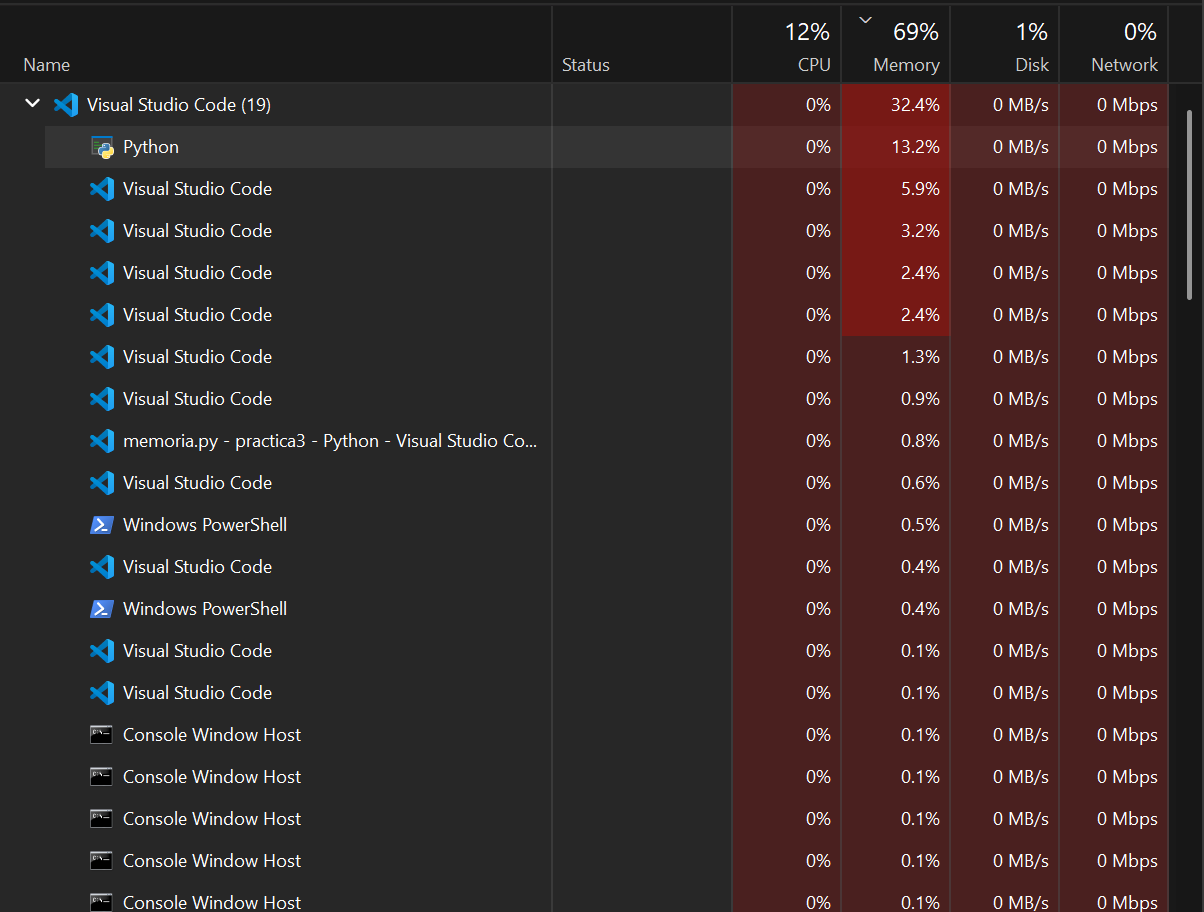 12% 69% 1% 0%
Name Status CPU Memory Disk Network
Visual Studio Code (19) 0% 32.4% 0 MB/s 0 Mbps
Python 0% 13.2% 0 MB/s 0 Mbps
Visual Studio Code 0% 5.9% 0 MB/s 0 Mbps
Visual Studio Code 0% 3.2% 0 MB/s 0 Mbps
Visual Studio Code 0% 2.4% 0 MB/s 0 Mbps
Visual Studio Code 0% 2.4% 0 MB/s 0 Mbps
Visual Studio Code 0% 1.3% 0 MB/s 0 Mbps
Visual Studio Code 0% 0.9% 0 MB/s 0 Mbps
memoria.py - practica3 - Python - Visual Studio Co... 0% 0.8% 0 MB/s 0 Mbps
Visual Studio Code 0% 0.6% 0 MB/s 0 Mbps
Windows PowerShell 0% 0.5% 0 MB/s 0 Mbps
Visual Studio Code 0% 0.4% 0 MB/s 0 Mbps
Windows PowerShell 0% 0.4% 0 MB/s 0 Mbps
Visual Studio Code 0% 0.1% 0 MB/s 0 Mbps
Visual Studio Code 0% 0.1% 0 MB/s 0 Mbps
Console Window Host 0% 0.1% 0 MB/s 0 Mbps
Console Window Host 0% 0.1% 0 MB/s 0 Mbps
Console Window Host 0% 0.1% 0 MB/s 0 Mbps
Console Window Host 0% 0.1% 0 MB/s 0 Mbps
Console Window Host 0% 0.1% 0 MB/s 0 Mbps